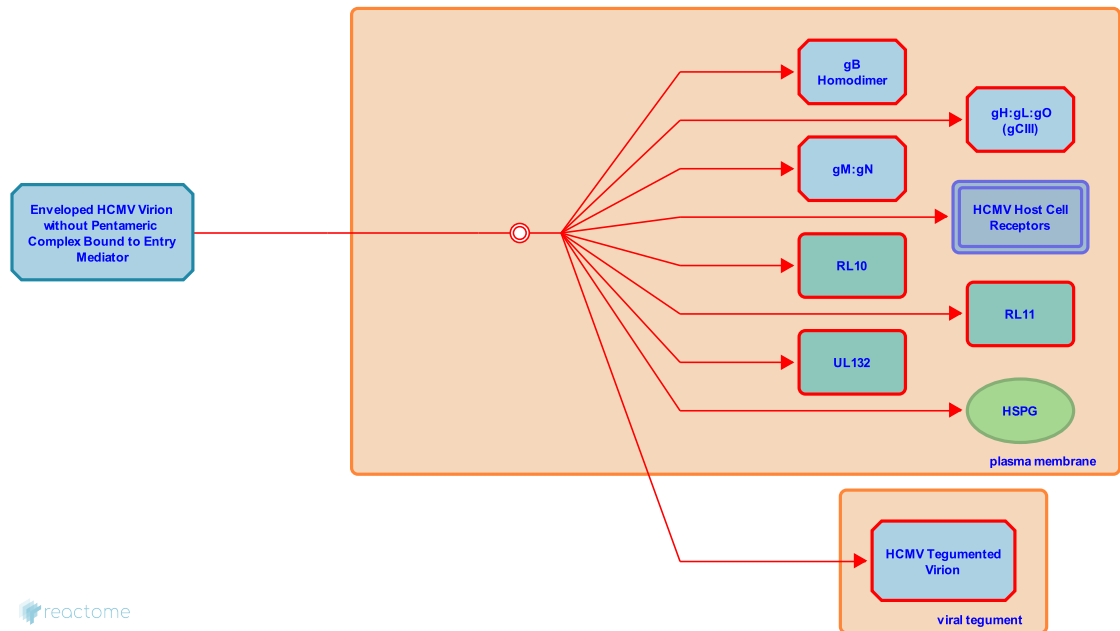 gB
Homodimer
gH:gL:gO
(gCIII)
gM:gN
Enveloped HCMV Virion
without Pentameric
Complex Bound to Entry
Mediator
HCMV Host Cell
Receptors
RL10
RL11
UL132
HSPG
plasma membrane
HCMV Tegumented
Virion
viral tegument
reactome